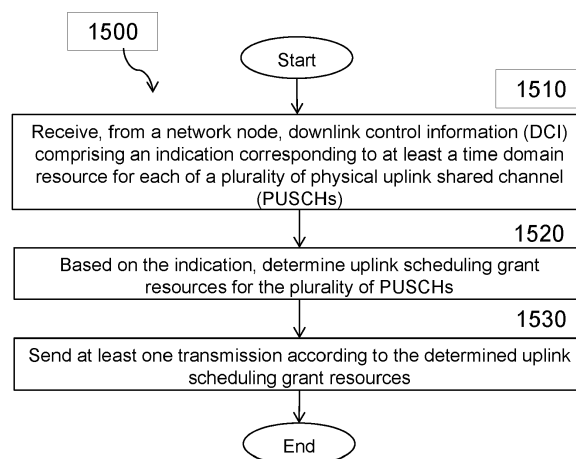 1500
Start
1510
Receive, from a network node, downlink control information (DCI)
comprising an indication corresponding to at least a time domain
resource for each of a plurality of physical uplink shared channel
(PUSCHs)
1520
Based on the indication, determine uplink scheduling grant
resources for the plurality of PUSCHs
1530
Send at least one transmission according to the determined uplink
scheduling grant resources
End